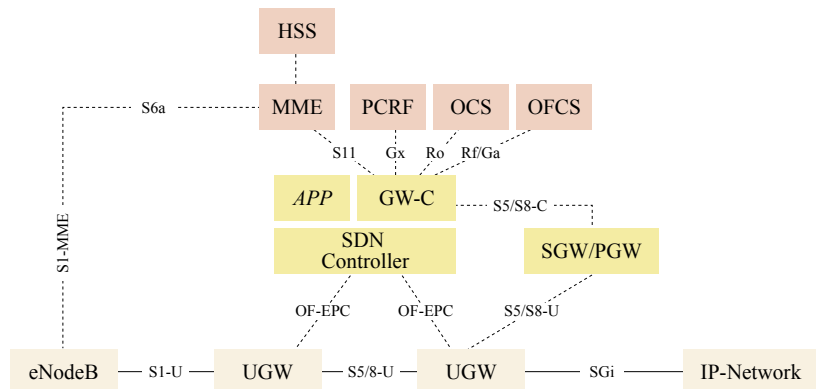 HSS
S6a
MME
PCRF
OCS
OFCS
S11
Gx
Ro
Rf/Ga
APP
GW-C
S5/S8-C
S1-MME
SDN
Controller
SGW/PGW
OF-EPC
OF-EPC
S5/S8-U
eNodeB
S1-U
UGW
S5/8-U
UGW
SGi
IP-Network